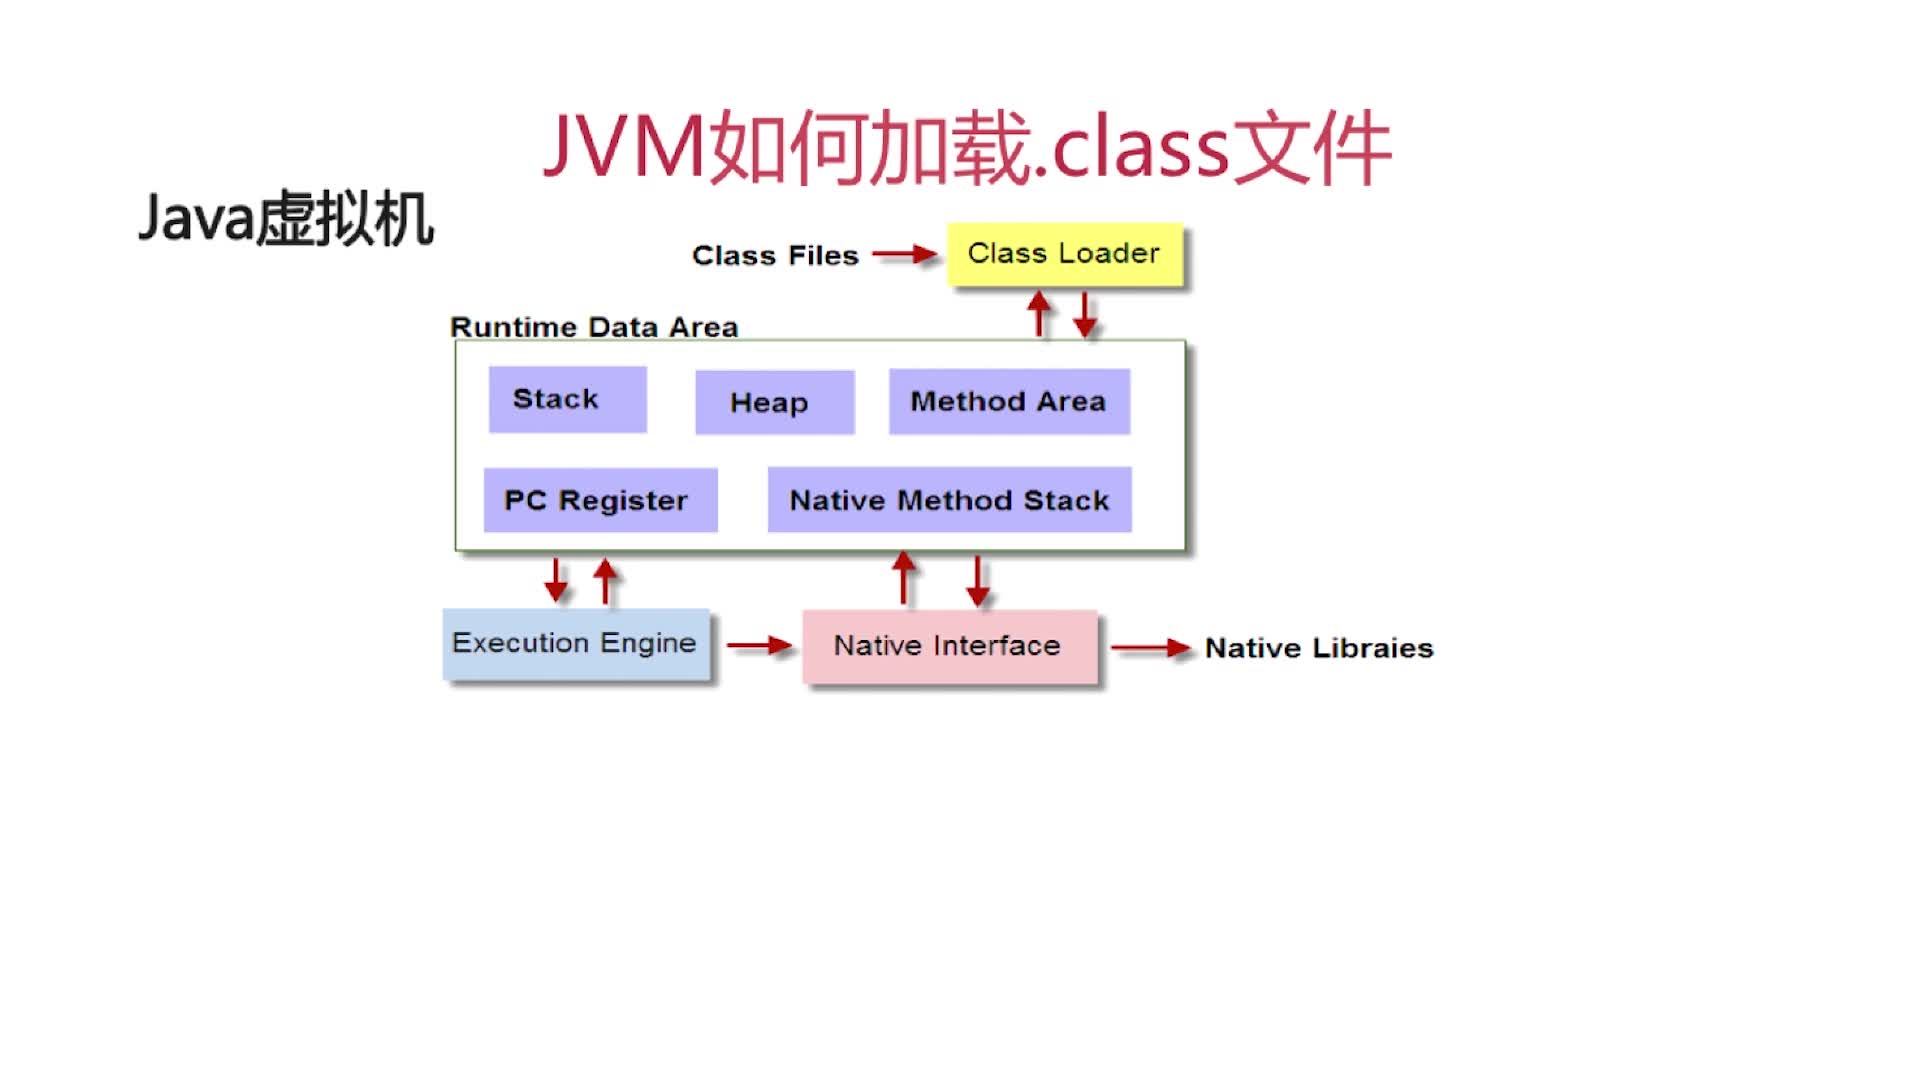 JVM如何加载.class文件
Java虚拟机
Class Files
Class Loader
Runtime Data Area
Stack
Heap
Method Area
PC Register
Native Method Stack
Execution Engine
Native Interface
Native Libraies